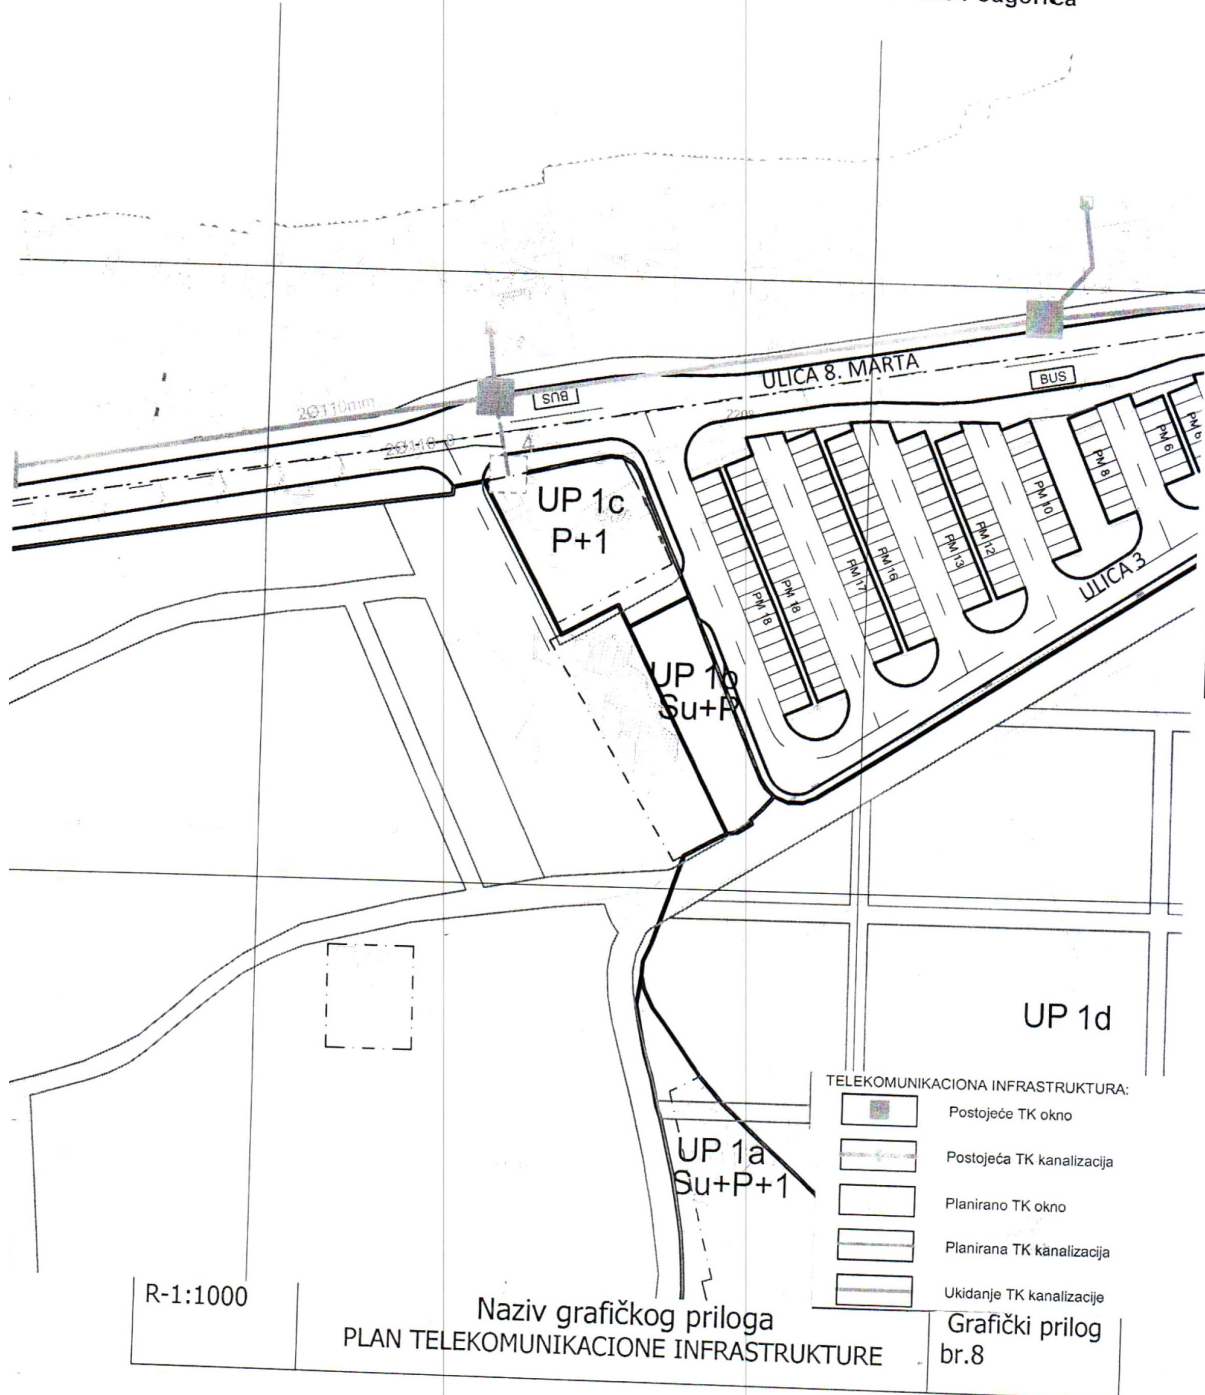 2Ø110mm
BUS
ULICA 8. MARTA
BUS
UP 1c
P+1
PM 18
PM 18
PM 17
PM 16
PM 13
PM 12
PM 10
PM 8
PM 6
ULICA 3
UP 1b
Su+P
UP 1d
UP 1a
Su+P+1
TELEKOMUNIKACIONA INFRASTRUKTURA:
Postojeće TK okno
Postojeća TK kanalizacija
Planirano TK okno
Planirana TK kanalizacija
Ukidanje TK kanalizacije
R-1:1000
Naziv grafičkog priloga
PLAN TELEKOMUNIKACIONE INFRASTRUKTURE
Grafički prilog
br.8